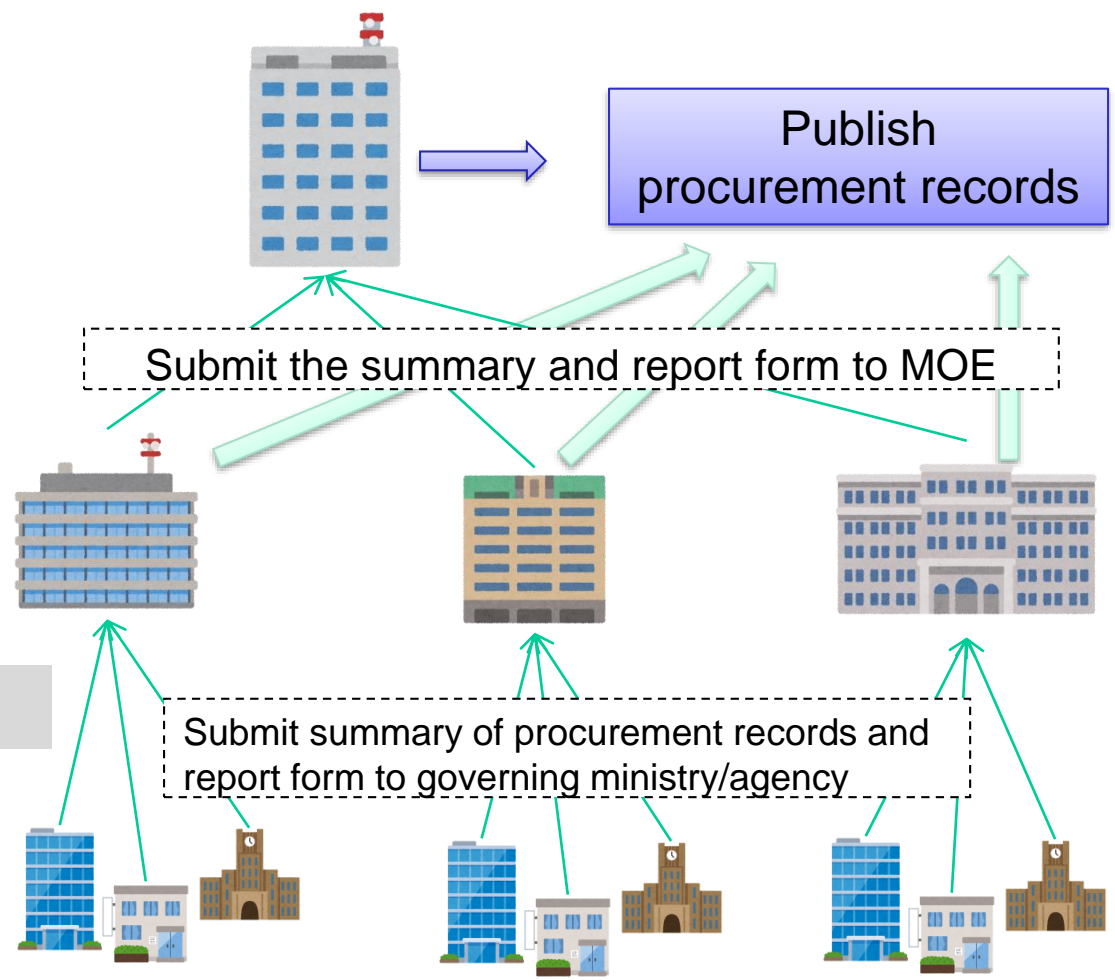 Publish
procurement records
Submit the summary and report form to MOE
Submit summary of procurement records and
report form to governing ministry/agency